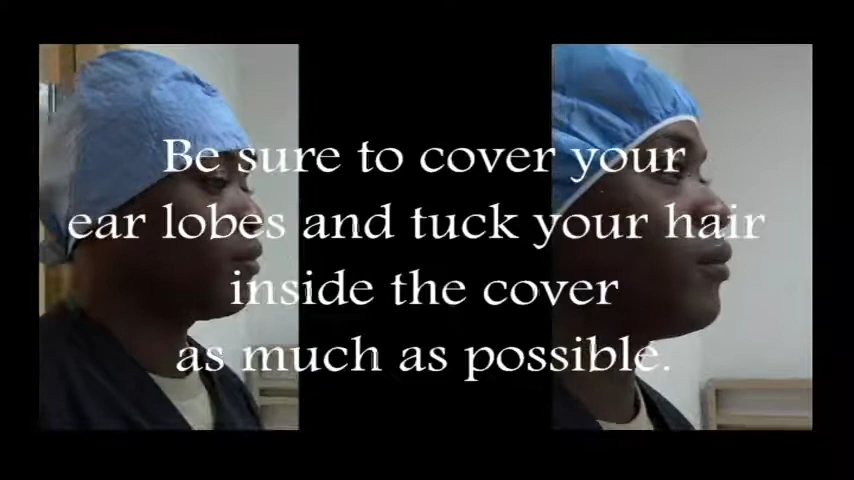 Be sure to cover your
ear lobes and tuck your hair
inside the cover
as much as possible.